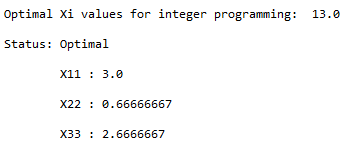 Optimal Xi values for integer programming:  13.0
Status: Optimal
X11 : 3.0
X22 : 0.66666667
X33 : 2.6666667